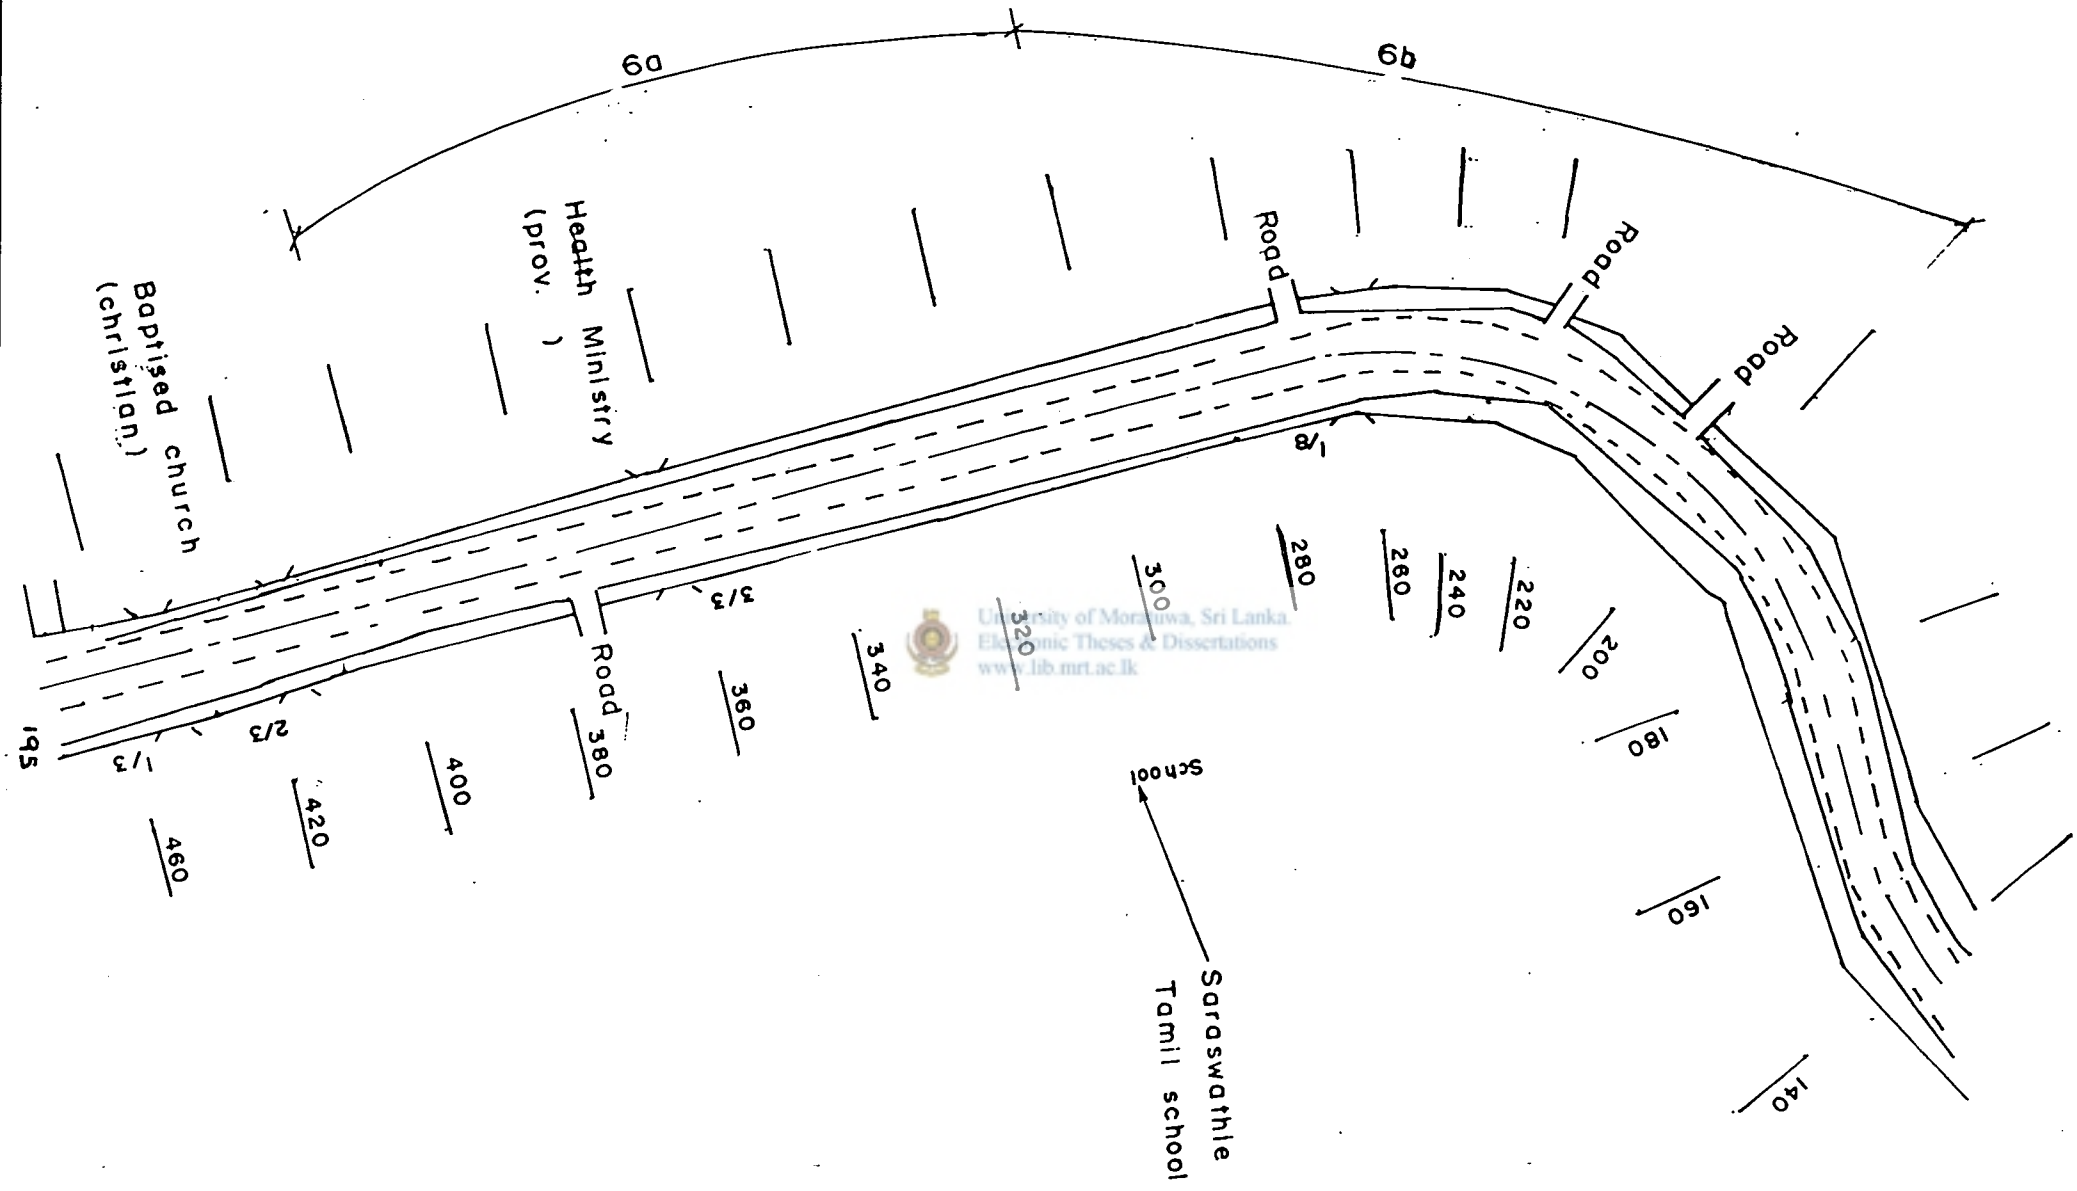 6a
6b
Road
Road
Road
Health Ministry
(prov. )
Baptised church
(christian)
1/8
3/3
2/3
1/3
195
Road
140
160
180
200
220
240
260
280
300
320
340
360
380
400
420
460
School
Saraswathie
Tamil school
University of Moratuwa, Sri Lanka.
Electronic Theses & Dissertations
www.lib.mrt.ac.lk